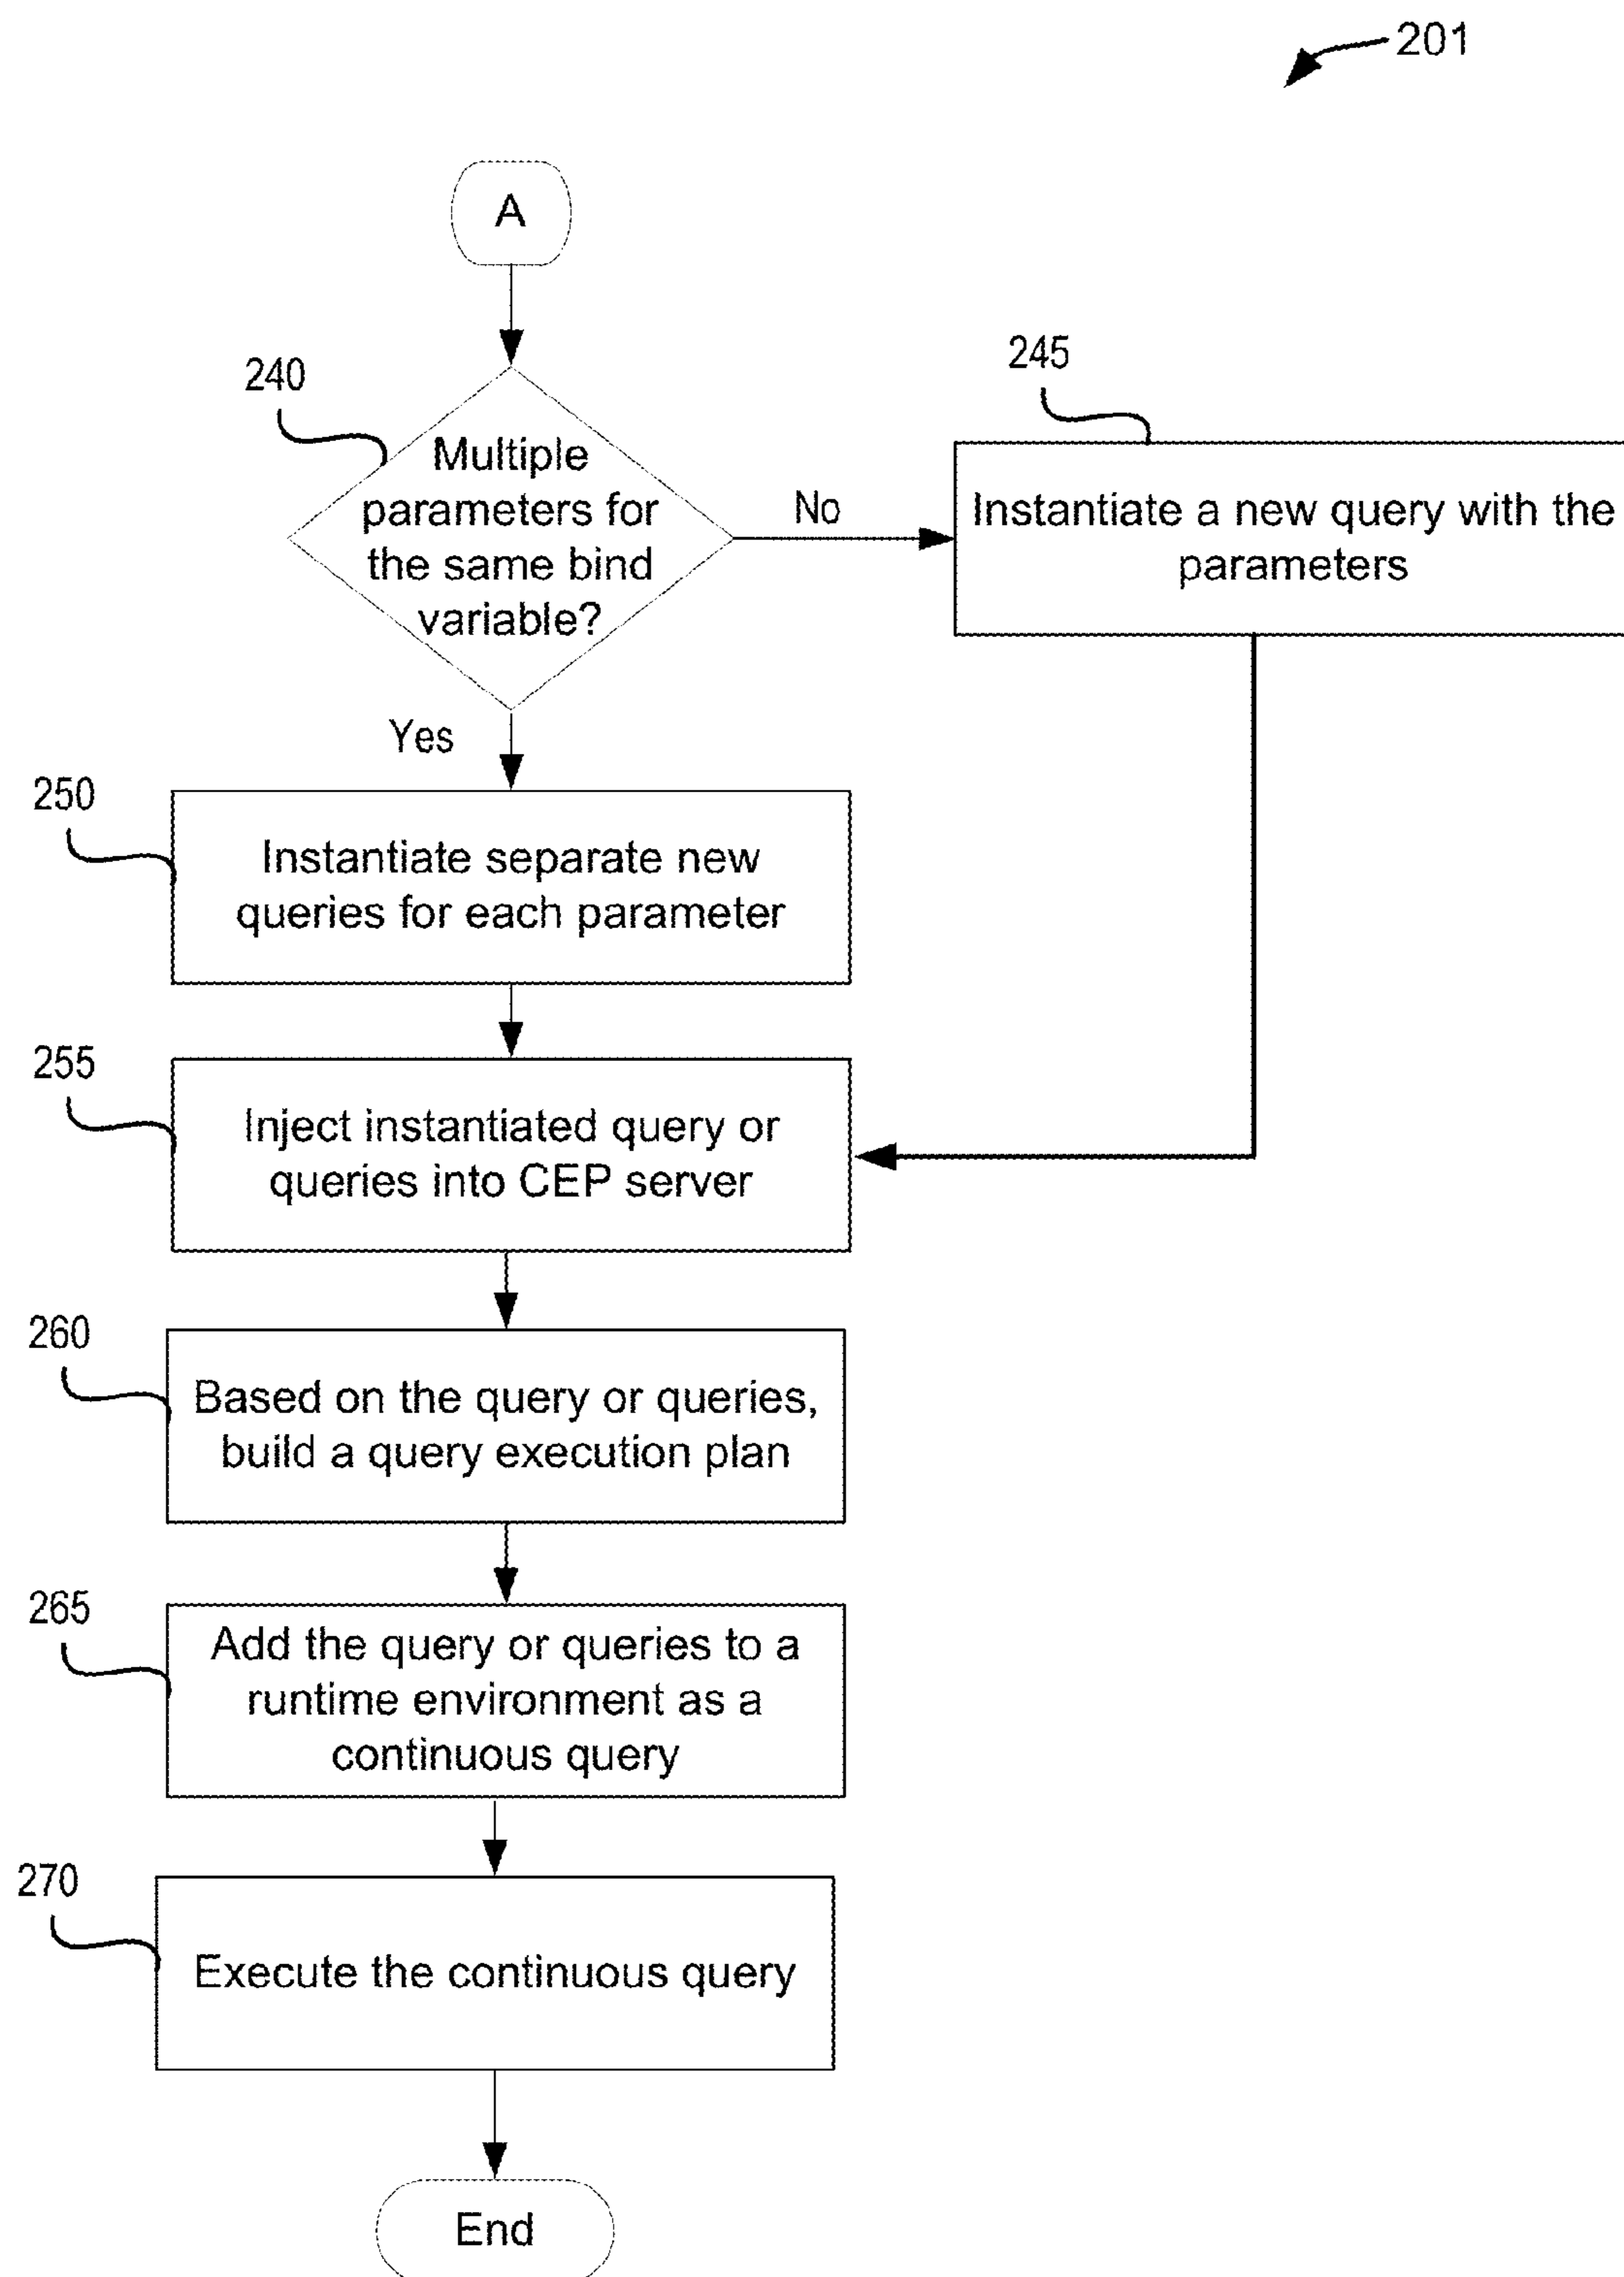 201
A
240
Multiple
parameters for
the same bind
variable?
No
245
Instantiate a new query with the
parameters
Yes
250
Instantiate separate new
queries for each parameter
255
Inject instantiated query or
queries into CEP server
260
Based on the query or queries,
build a query execution plan
265
Add the query or queries to a
runtime environment as a
continuous query
270
Execute the continuous query
End